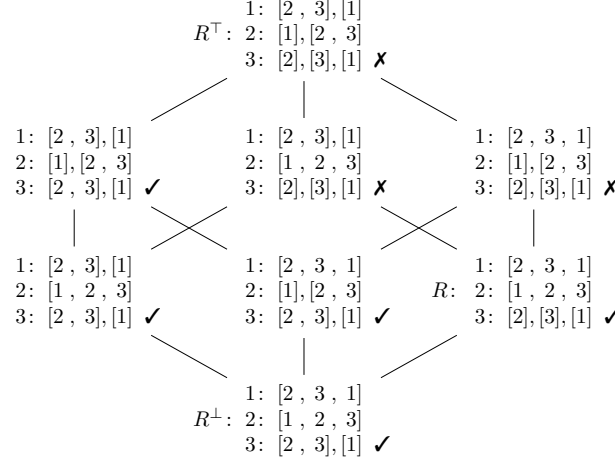 1: [2 , 3],[1]
R⊤: 2: [1],[2 , 3]
3: [2],[3],[1] ✗
1: [2 , 3],[1]
2: [1],[2 , 3]
3: [2 , 3],[1] ✓
1: [2 , 3],[1]
2: [1 , 2 , 3]
3: [2],[3],[1] ✗
1: [2 , 3 , 1]
2: [1],[2 , 3]
3: [2],[3],[1] ✗
1: [2 , 3],[1]
2: [1 , 2 , 3]
3: [2 , 3],[1] ✓
1: [2 , 3 , 1]
2: [1],[2 , 3]
3: [2 , 3],[1] ✓
1: [2 , 3 , 1]
R: 2: [1 , 2 , 3]
3: [2],[3],[1] ✓
1: [2 , 3 , 1]
R⊥: 2: [1 , 2 , 3]
3: [2 , 3],[1] ✓